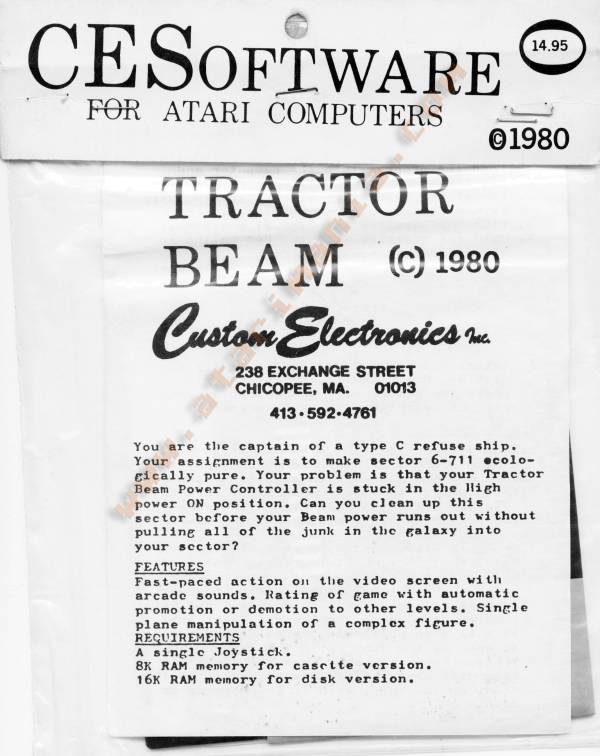 CESOFTWARE
14.95
FOR ATARI COMPUTERS
©1980
TRACTOR
BEAM (C) 1980
Custom Electronics Inc.
238 EXCHANGE STREET
CHICOPEE, MA. 01013
413·592·4761
You are the captain of a type C refuse ship.
Your assignment is to make sector 6-711 ecolo-
gically pure. Your problem is that your Tractor
Beam Power Controller is stuck in the High
power ON position. Can you clean up this
sector before your Beam power runs out without
pulling all of the junk in the galaxy into
your sector?
FEATURES
Fast-paced action on the video screen with
arcade sounds. Rating of game with automatic
promotion or demotion to other levels. Single
plane manipulation of a complex figure.
REQUIREMENTS
A single Joystick.
8K RAM memory for casette version.
16K RAM memory for disk version.
www.atarimania.com